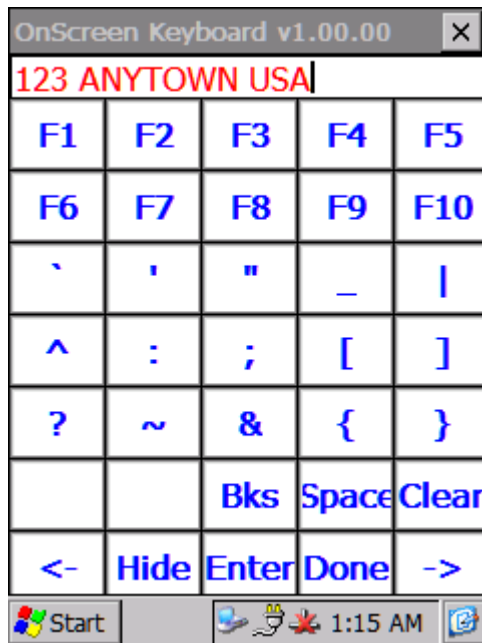 OnScreen Keyboard v1.00.00
123 ANYTOWN USA
F1 F2 F3 F4 F5
F6 F7 F8 F9 F10
` ' " _ |
^ : ; [ ]
? ~ & { }
Bks Space Clear
<- Hide Enter Done ->
Start 1:15 AM